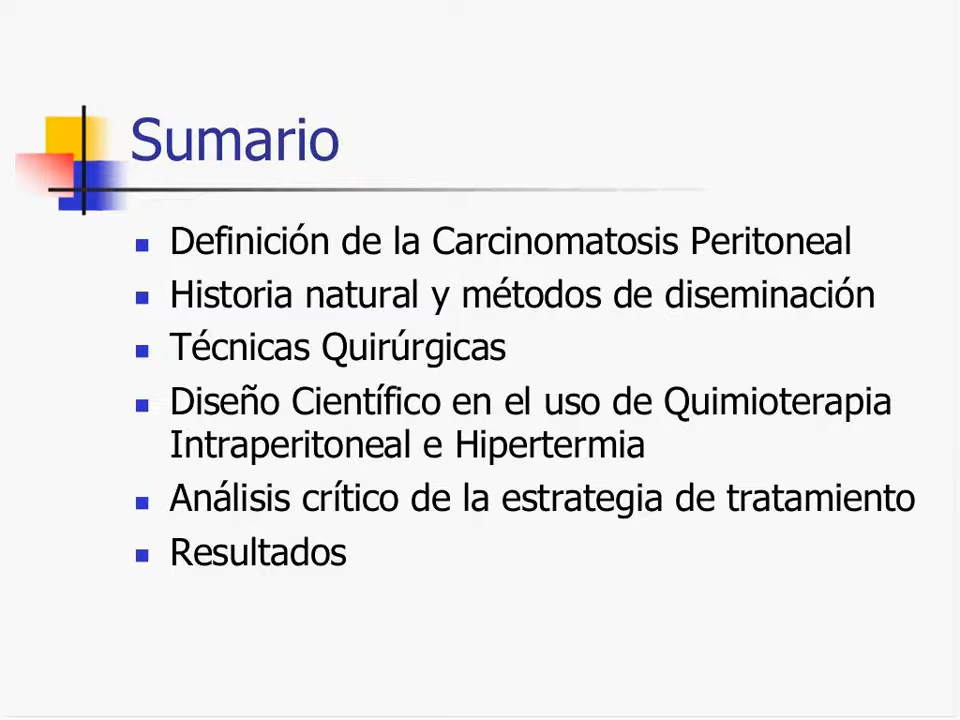 Sumario
Definición de la Carcinomatosis Peritoneal
Historia natural y métodos de diseminación
Técnicas Quirúrgicas
Diseño Científico en el uso de Quimioterapia
Intraperitoneal e Hipertermia
Análisis crítico de la estrategia de tratamiento
Resultados